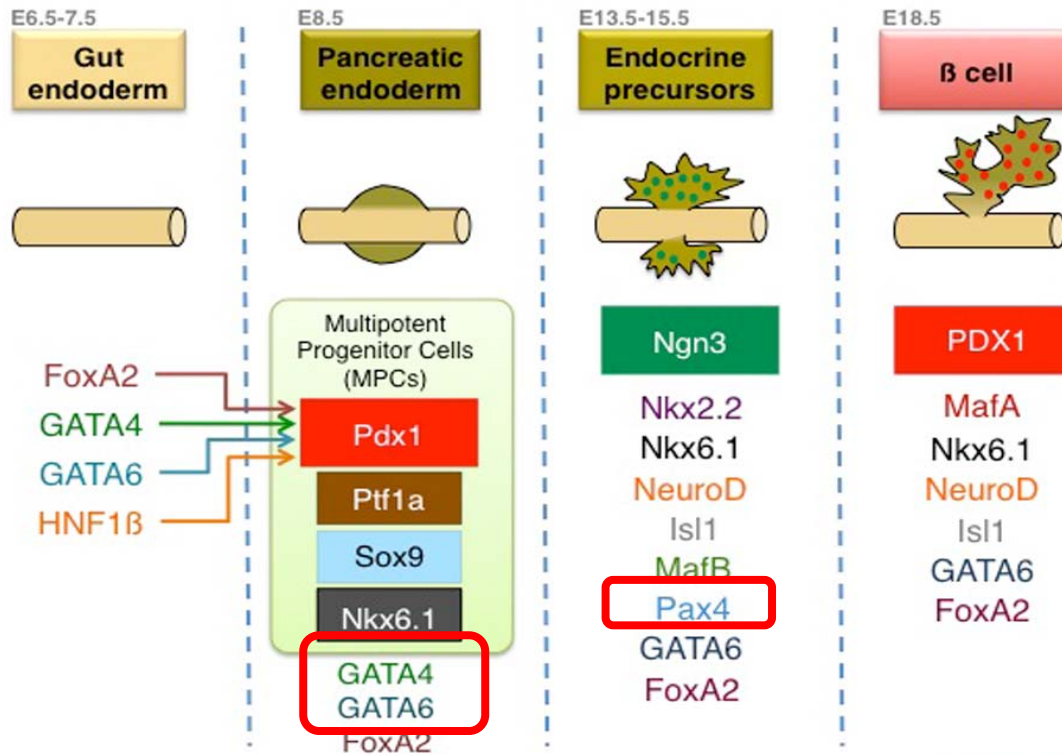 E6.5-7.5
Gut
endoderm
FoxA2
GATA4
GATA6
HNF1ß
E8.5
Pancreatic
endoderm
Multipotent
Progenitor Cells
(MPCs)
Pdx1
Ptf1a
Sox9
Nkx6.1
GATA4
GATA6
FoxA2
E13.5-15.5
Endocrine
precursors
Ngn3
Nkx2.2
Nkx6.1
NeuroD
Isl1
MafB
Pax4
GATA6
FoxA2
E18.5
ß cell
PDX1
MafA
Nkx6.1
NeuroD
Isl1
GATA6
FoxA2